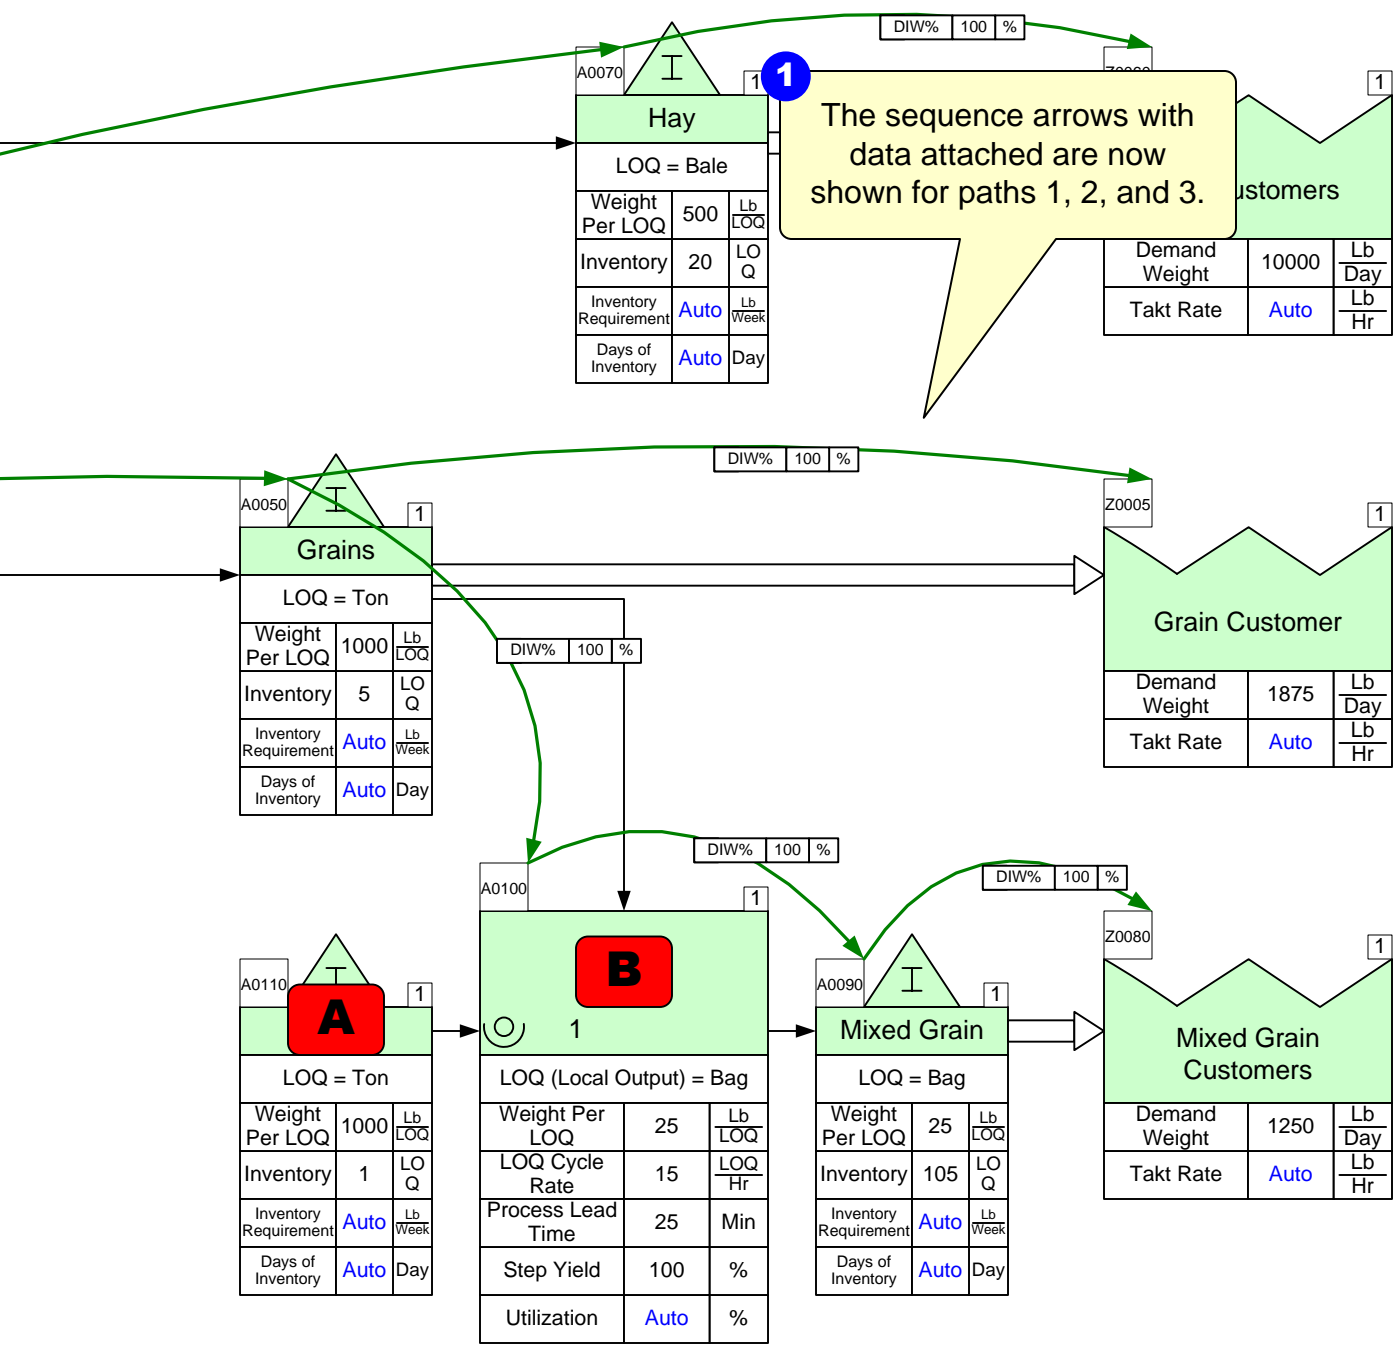 DIW% 100 %
A0070
I
1
Hay
LOQ = Bale
Weight
Per LOQ
500
Lb
LOQ
Inventory
20
LO
Q
Inventory
Requirement
Auto
Lb
Week
Days of
Inventory
Auto
Day
1
The sequence arrows with
data attached are now
shown for paths 1, 2, and 3.
1
ustomers
Demand
Weight
10000
Lb
Day
Takt Rate
Auto
Lb
Hr
DIW% 100 %
A0050
I
1
Grains
LOQ = Ton
Weight
Per LOQ
1000
Lb
LOQ
Inventory
5
LO
Q
Inventory
Requirement
Auto
Lb
Week
Days of
Inventory
Auto
Day
DIW% 100 %
Z0005
1
Grain Customer
Demand
Weight
1875
Lb
Day
Takt Rate
Auto
Lb
Hr
DIW% 100 %
DIW% 100 %
A0110
I
1
A
LOQ = Ton
Weight
Per LOQ
1000
Lb
LOQ
Inventory
1
LO
Q
Inventory
Requirement
Auto
Lb
Week
Days of
Inventory
Auto
Day
A0100
1
B
1
LOQ (Local Output) = Bag
Weight Per
LOQ
25
Lb
LOQ
LOQ Cycle
Rate
15
LOQ
Hr
Process Lead
Time
25
Min
Step Yield
100
%
Utilization
Auto
%
A0090
I
1
Mixed Grain
LOQ = Bag
Weight
Per LOQ
25
Lb
LOQ
Inventory
105
LO
Q
Inventory
Requirement
Auto
Lb
Week
Days of
Inventory
Auto
Day
Z0080
1
Mixed Grain
Customers
Demand
Weight
1250
Lb
Day
Takt Rate
Auto
Lb
Hr